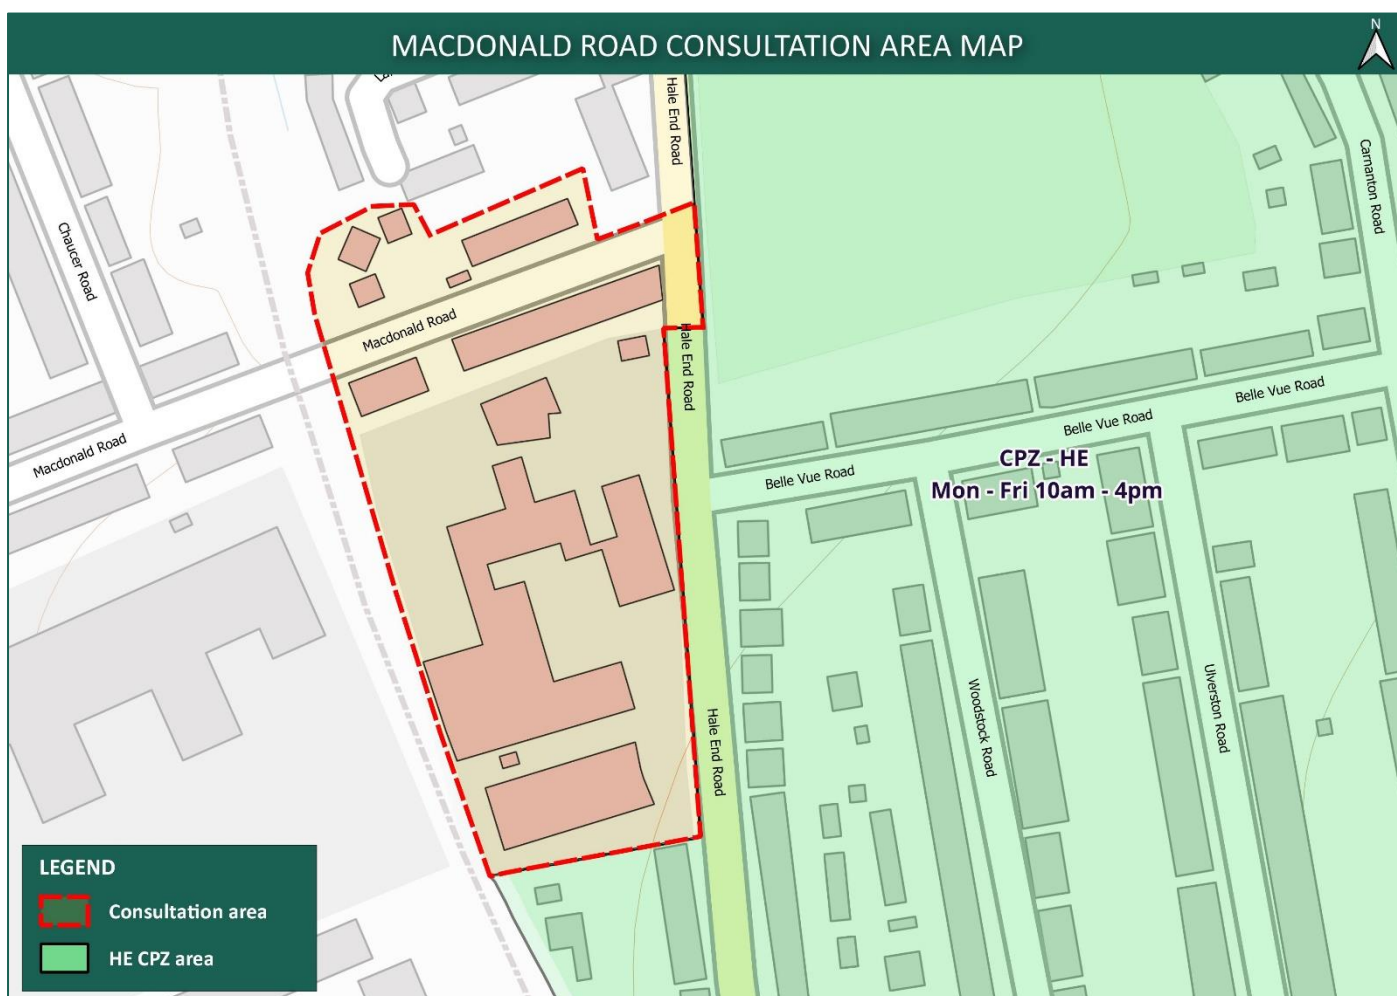 MACDONALD ROAD CONSULTATION AREA MAP
N
Hale End Road
Carnanton Road
Chaucer Road
Macdonald Road
Hale End Road
Belle Vue Road
Belle Vue Road
Macdonald Road
CPZ - HE
Belle Vue Road
Mon - Fri 10am - 4pm
Woodstock Road
Ulverston Road
Hale End Road
LEGEND
Consultation area
HE CPZ area